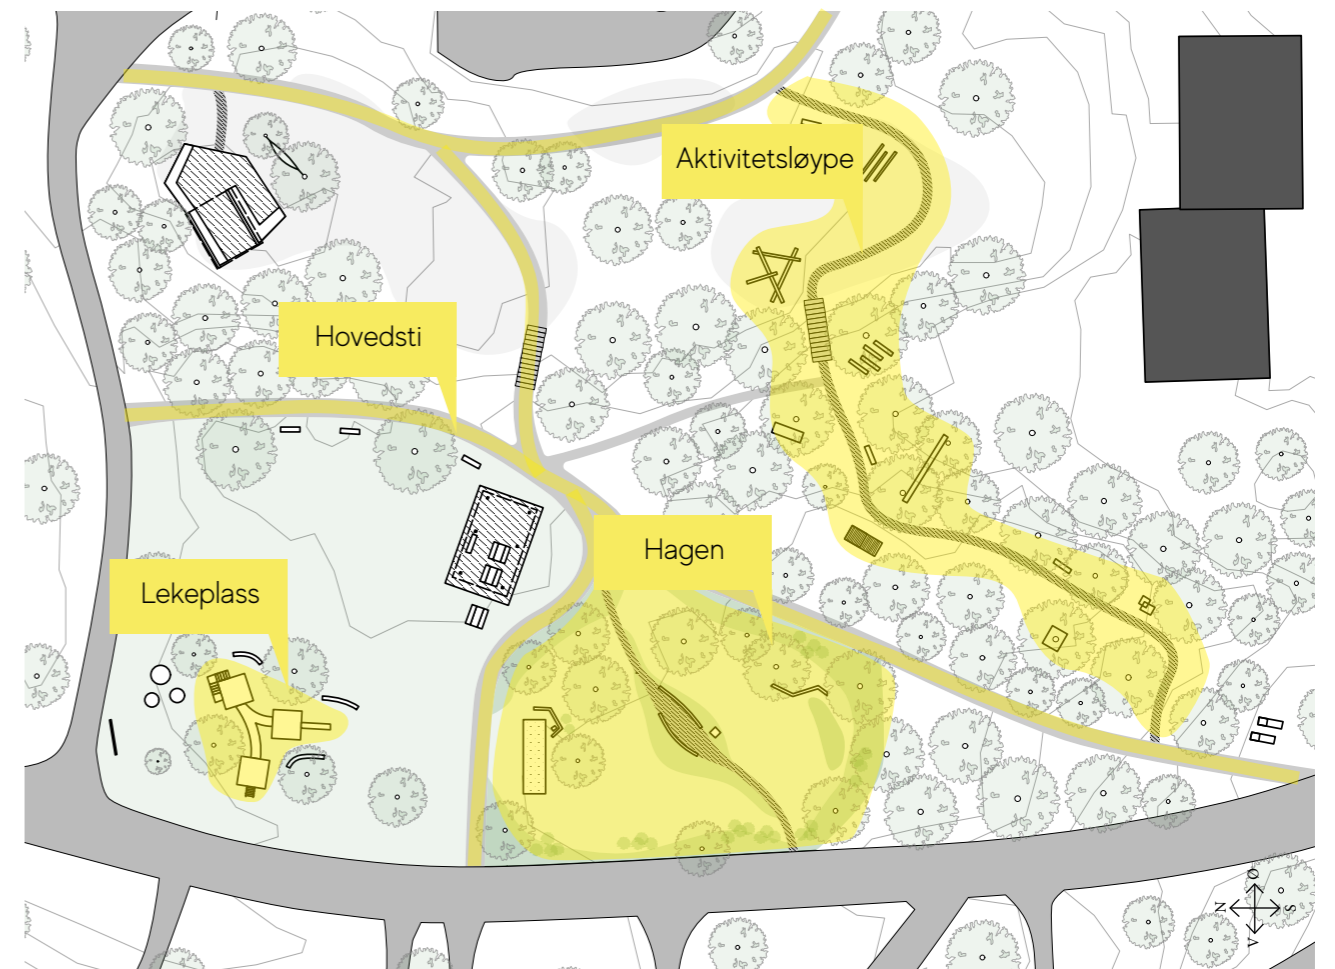 Aktivitetsløype
Hovedsti
Hagen
Lekeplass
Ø
N
S
V